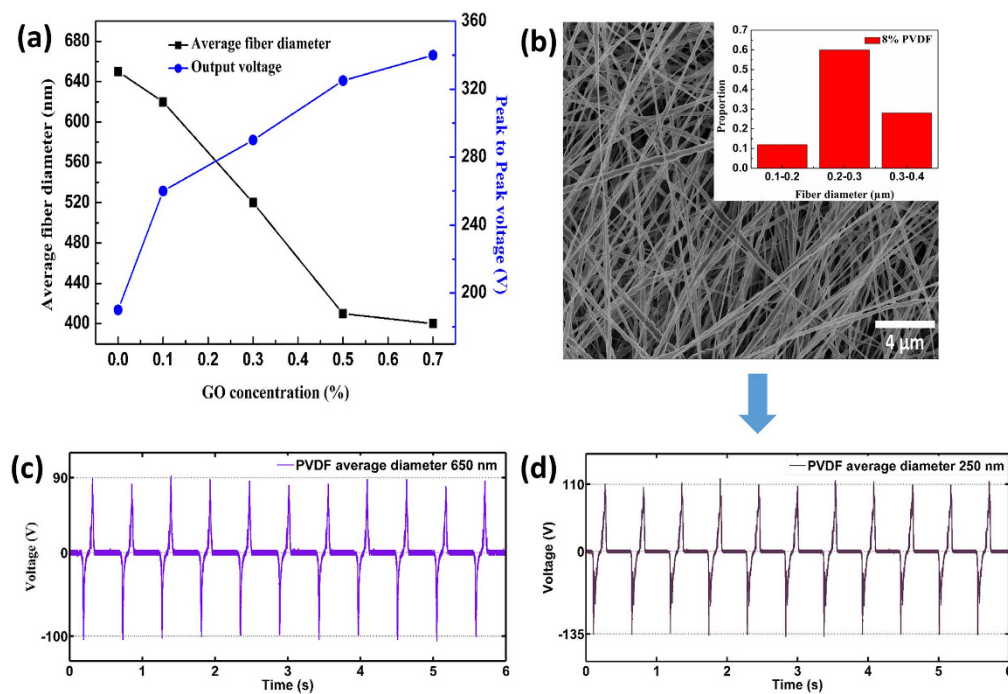 (a)
Average fiber diameter
Output voltage
Average fiber diameter (nm)
680
640
600
560
520
480
440
400
360
320
280
240
200
Peak to Peak voltage (V)
0.0 0.1 0.2 0.3 0.4 0.5 0.6 0.7
GO concentration (%)
(b)
8% PVDF
Proportion
0.7
0.6
0.5
0.4
0.3
0.2
0.1
0.0
0.1-0.2 0.2-0.3 0.3-0.4
Fiber diameter (µm)
4 µm
(c)
PVDF average diameter 650 nm
Voltage (V)
90
0
-100
0 1 2 3 4 5 6
Time (s)
(d)
PVDF average diameter 250 nm
Voltage (V)
110
0
-135
0 1 2 3 4 5 6
Time (s)